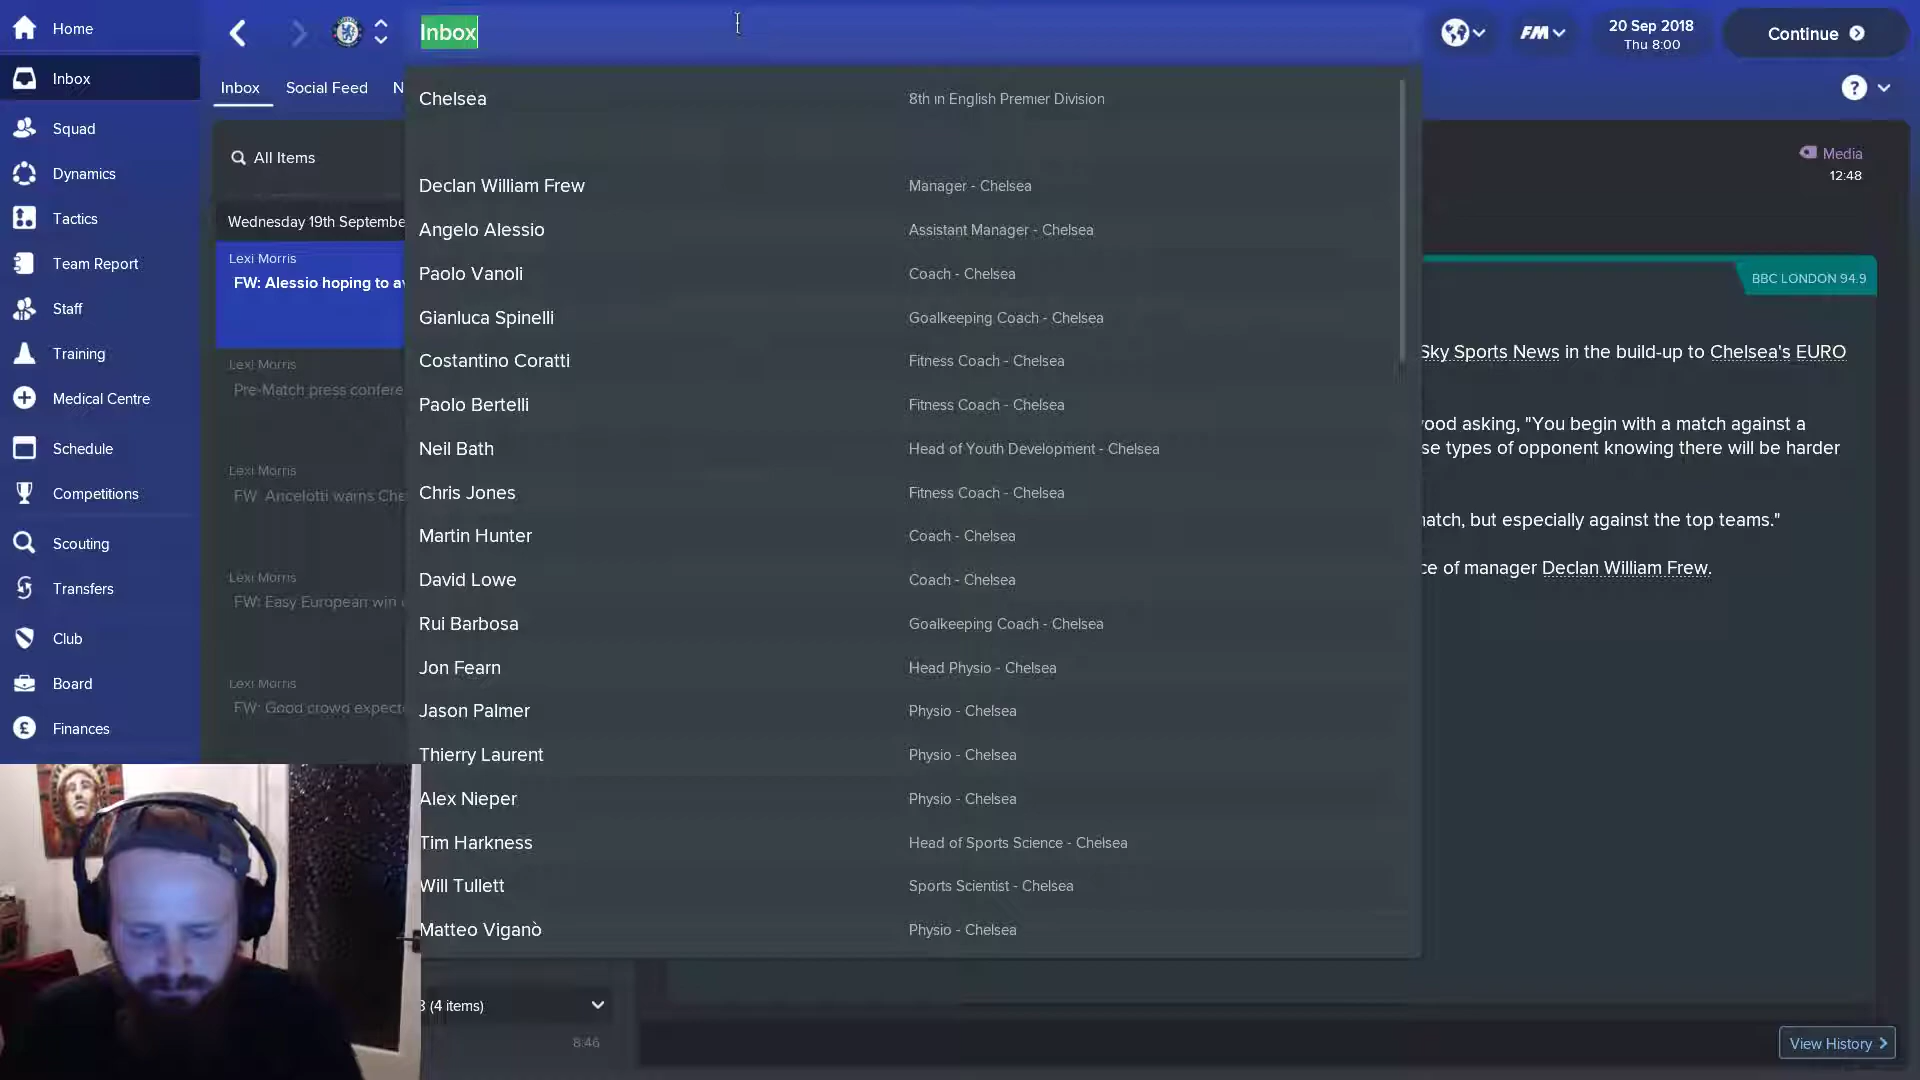 Home
Inbox
Squad
Dynamics
Tactics
Team Report
Staff
Training
Medical Centre
Schedule
Competitions
Scouting
Transfers
Club
Board
Finances
Inbox
FM
20 Sep 2018
Thu 8:00
Continue
Inbox
Social Feed
N
?
All Items
Wednesday 19th Septembe
Lexi Morris
FW: Alessio hoping to av
Lexi Morris
Pre-Match press confere
Lexi Morris
FW: Ancelotti warns Che
Lexi Morris
FW: Easy European win
Lexi Morris
FW: Good crowd expect
Chelsea 8th in English Premier Division
Declan William Frew Manager - Chelsea
Angelo Alessio Assistant Manager - Chelsea
Paolo Vanoli Coach - Chelsea
Gianluca Spinelli Goalkeeping Coach - Chelsea
Costantino Coratti Fitness Coach - Chelsea
Paolo Bertelli Fitness Coach - Chelsea
Neil Bath Head of Youth Development - Chelsea
Chris Jones Fitness Coach - Chelsea
Martin Hunter Coach - Chelsea
David Lowe Coach - Chelsea
Rui Barbosa Goalkeeping Coach - Chelsea
Jon Fearn Head Physio - Chelsea
Jason Palmer Physio - Chelsea
Thierry Laurent Physio - Chelsea
Alex Nieper Physio - Chelsea
Tim Harkness Head of Sports Science - Chelsea
Will Tullett Sports Scientist - Chelsea
Matteo Viganò Physio - Chelsea
Media
12:48
BBC LONDON 94.9
Sky Sports News in the build-up to Chelsea's EURO
ood asking, "You begin with a match against a
se types of opponent knowing there will be harder
atch, but especially against the top teams."
ce of manager Declan William Frew.
(4 items)
8:46
View History